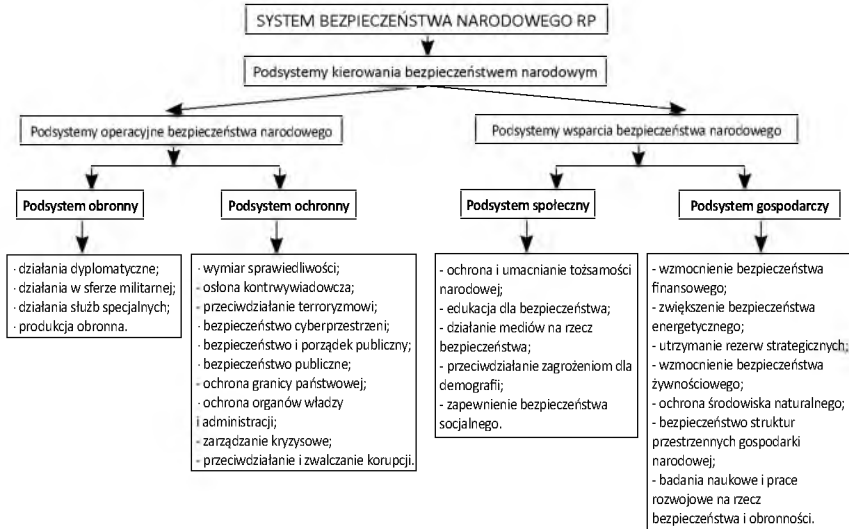 SYSTEM BEZPIECZEŃSTWA NARODOWEGO RP
Podsystemy kierowania bezpieczeństwem narodowym
Podsystemy operacyjne bezpieczeństwa narodowego
Podsystemy wsparcia bezpieczeństwa narodowego
Podsystem obronny
Podsystem ochronny
Podsystem społeczny
Podsystem gospodarczy
- działania dyplomatyczne;
- działania w sferze militarnej;
- działania służb specjalnych;
- produkcja obronna.
- wymiar sprawiedliwości;
- osłona kontrwywiadowcza;
- przeciwdziałanie terroryzmowi;
- bezpieczeństwo cyberprzestrzeni;
- bezpieczeństwo i porządek publiczny;
- bezpieczeństwo publiczne;
- ochrona granicy państwowej;
- ochrona organów władzy
i administracji;
- zarządzanie kryzysowe;
- przeciwdziałanie i zwalczanie korupcji.
- ochrona i umacnianie tożsamości
narodowej;
- edukacja dla bezpieczeństwa;
- działanie mediów na rzecz
bezpieczeństwa;
- przeciwdziałanie zagrożeniom dla
demografii;
- zapewnienie bezpieczeństwa
socjalnego.
- wzmocnienie bezpieczeństwa
finansowego;
- zwiększenie bezpieczeństwa
energetycznego;
- utrzymanie rezerw strategicznych;
- wzmocnienie bezpieczeństwa
żywnościowego;
- ochrona środowiska naturalnego;
- bezpieczeństwo struktur
przestrzennych gospodarki
narodowej;
- badania naukowe i prace
rozwojowe na rzecz
bezpieczeństwa i obronności.